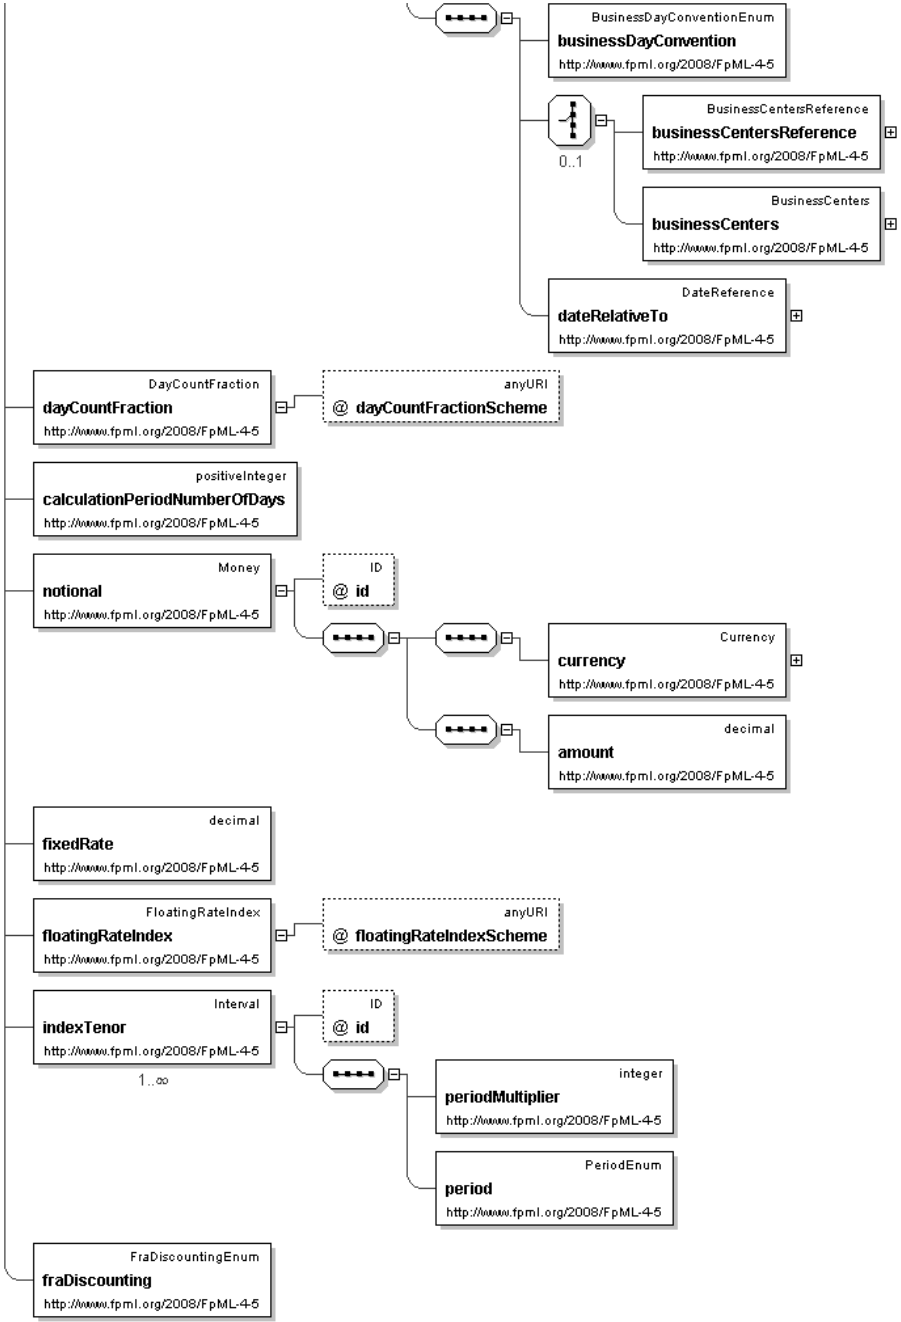 BusinessDayConventionEnum
businessDayConvention
http://www.fpml.org/2008/FpML-4-5
BusinessCentersReference
businessCentersReference
http://www.fpml.org/2008/FpML-4-5
0..1
BusinessCenters
businessCenters
http://www.fpml.org/2008/FpML-4-5
DateReference
dateRelativeTo
http://www.fpml.org/2008/FpML-4-5
DayCountFraction
dayCountFraction
http://www.fpml.org/2008/FpML-4-5
anyURI
@ dayCountFractionScheme
positiveInteger
calculationPeriodNumberOfDays
http://www.fpml.org/2008/FpML-4-5
Money
notional
http://www.fpml.org/2008/FpML-4-5
ID
@ id
Currency
currency
http://www.fpml.org/2008/FpML-4-5
decimal
amount
http://www.fpml.org/2008/FpML-4-5
decimal
fixedRate
http://www.fpml.org/2008/FpML-4-5
FloatingRateIndex
floatingRateIndex
http://www.fpml.org/2008/FpML-4-5
anyURI
@ floatingRateIndexScheme
Interval
indexTenor
http://www.fpml.org/2008/FpML-4-5
1..∞
ID
@ id
integer
periodMultiplier
http://www.fpml.org/2008/FpML-4-5
PeriodEnum
period
http://www.fpml.org/2008/FpML-4-5
FraDiscountingEnum
fraDiscounting
http://www.fpml.org/2008/FpML-4-5